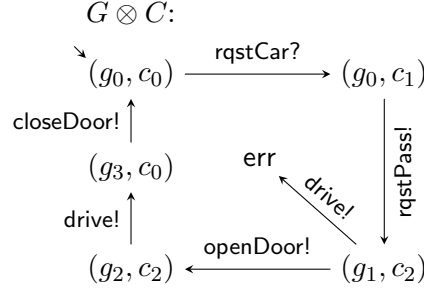 G ⊗ C:
(g₀, c₀) rqstCar? (g₀, c₁)
closeDoor! rqstPass!
(g₃, c₀) err
drive! drive!
openDoor!
(g₂, c₂) (g₁, c₂)